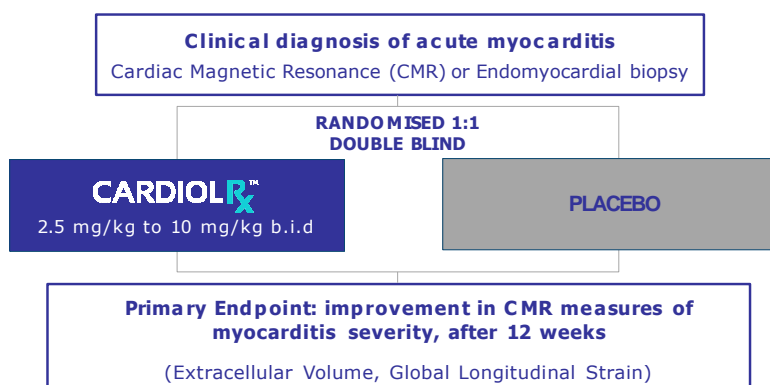 Clinical diagnosis of acute myocarditis
Cardiac Magnetic Resonance (CMR) or Endomyocardial biopsy
RANDOMISED 1:1
DOUBLE BLIND
CARDIOLRx™
2.5 mg/kg to 10 mg/kg b.i.d
PLACEBO
Primary Endpoint: improvement in CMR measures of
myocarditis severity, after 12 weeks
(Extracellular Volume, Global Longitudinal Strain)